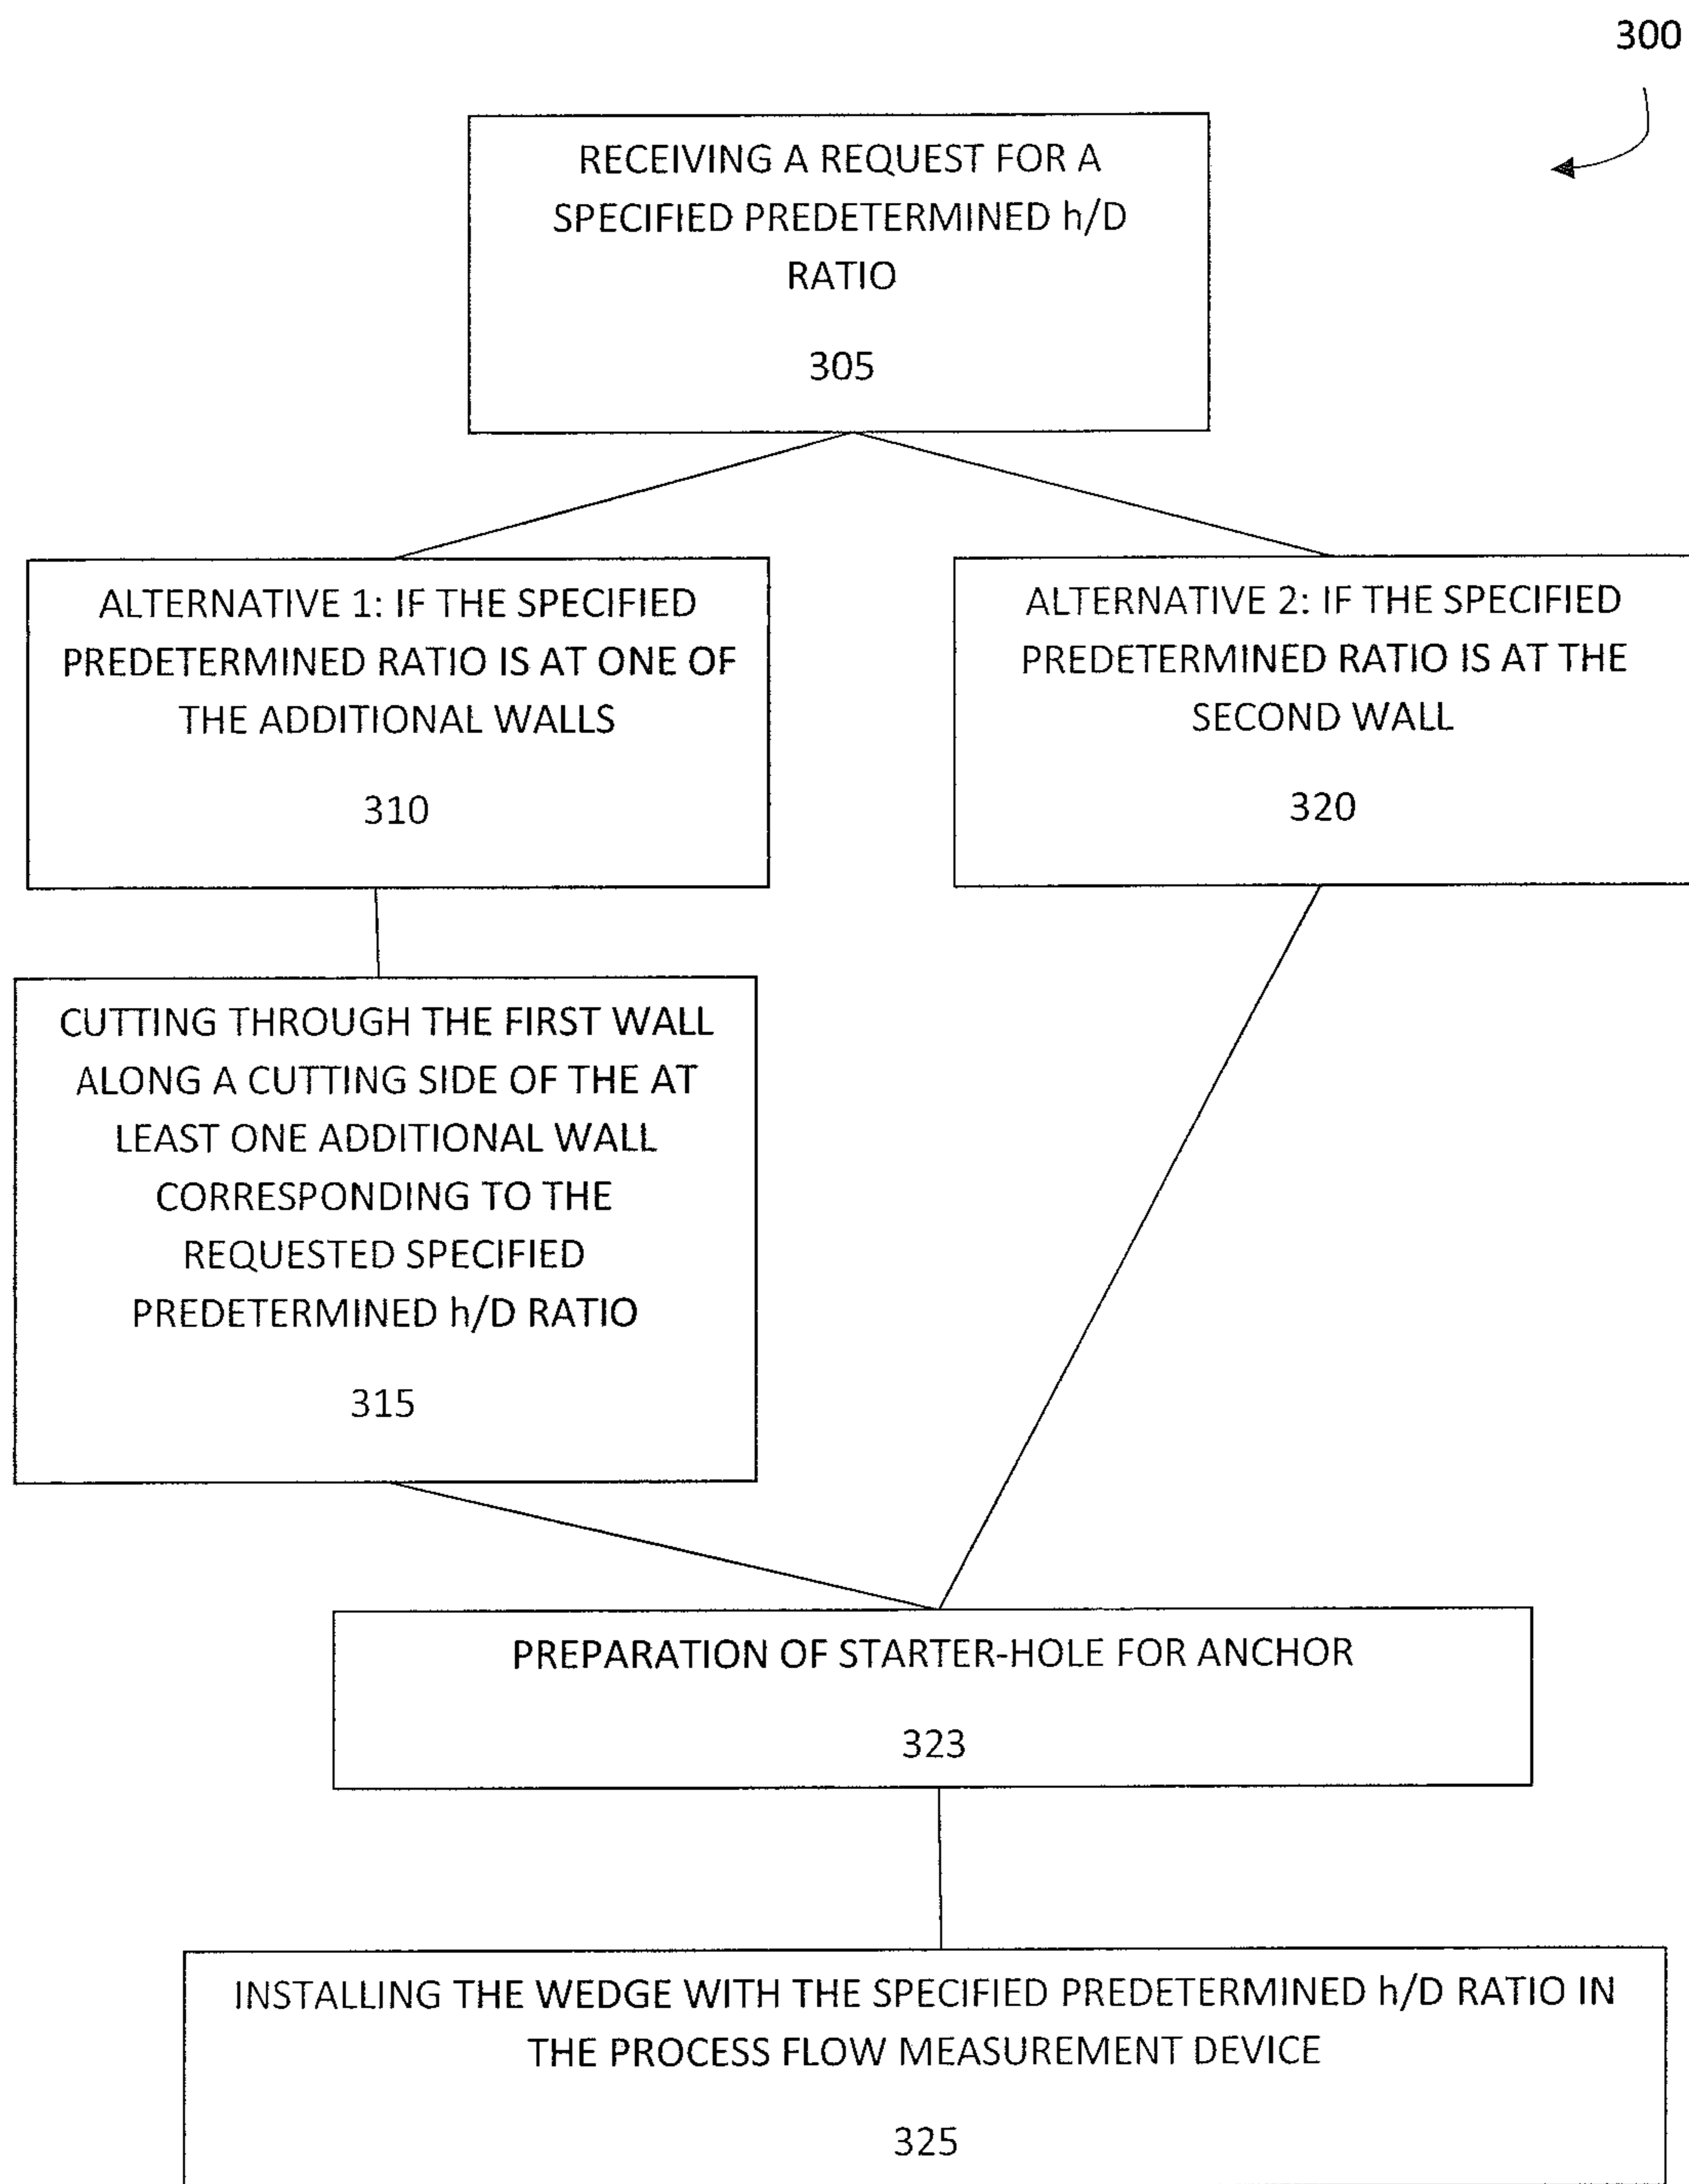 300
RECEIVING A REQUEST FOR A
SPECIFIED PREDETERMINED h/D
RATIO
305
ALTERNATIVE 1: IF THE SPECIFIED
PREDETERMINED RATIO IS AT ONE OF
THE ADDITIONAL WALLS
310
ALTERNATIVE 2: IF THE SPECIFIED
PREDETERMINED RATIO IS AT THE
SECOND WALL
320
CUTTING THROUGH THE FIRST WALL
ALONG A CUTTING SIDE OF THE AT
LEAST ONE ADDITIONAL WALL
CORRESPONDING TO THE
REQUESTED SPECIFIED
PREDETERMINED h/D RATIO
315
PREPARATION OF STARTER-HOLE FOR ANCHOR
323
INSTALLING THE WEDGE WITH THE SPECIFIED PREDETERMINED h/D RATIO IN
THE PROCESS FLOW MEASUREMENT DEVICE
325